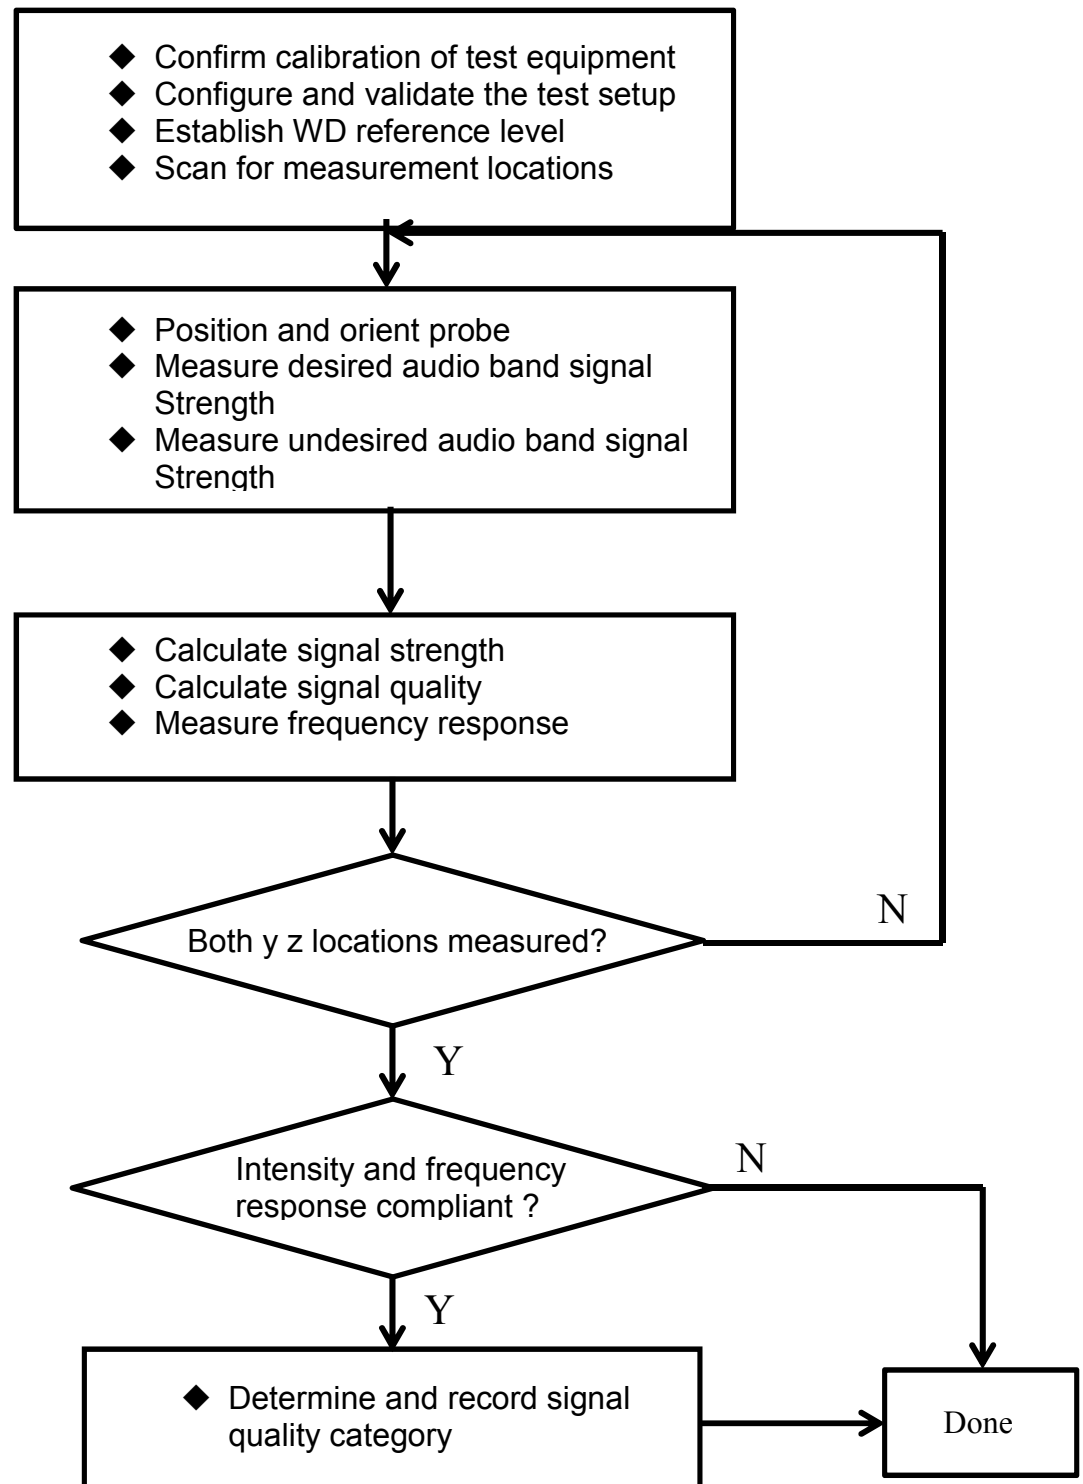 ◆ Confirm calibration of test equipment
◆ Configure and validate the test setup
◆ Establish WD reference level
◆ Scan for measurement locations
◆ Position and orient probe
◆ Measure desired audio band signal
Strength
◆ Measure undesired audio band signal
Strength
◆ Calculate signal strength
◆ Calculate signal quality
◆ Measure frequency response
Both y z locations measured?
N
Y
Intensity and frequency
response compliant ?
N
Y
◆ Determine and record signal
quality category
Done